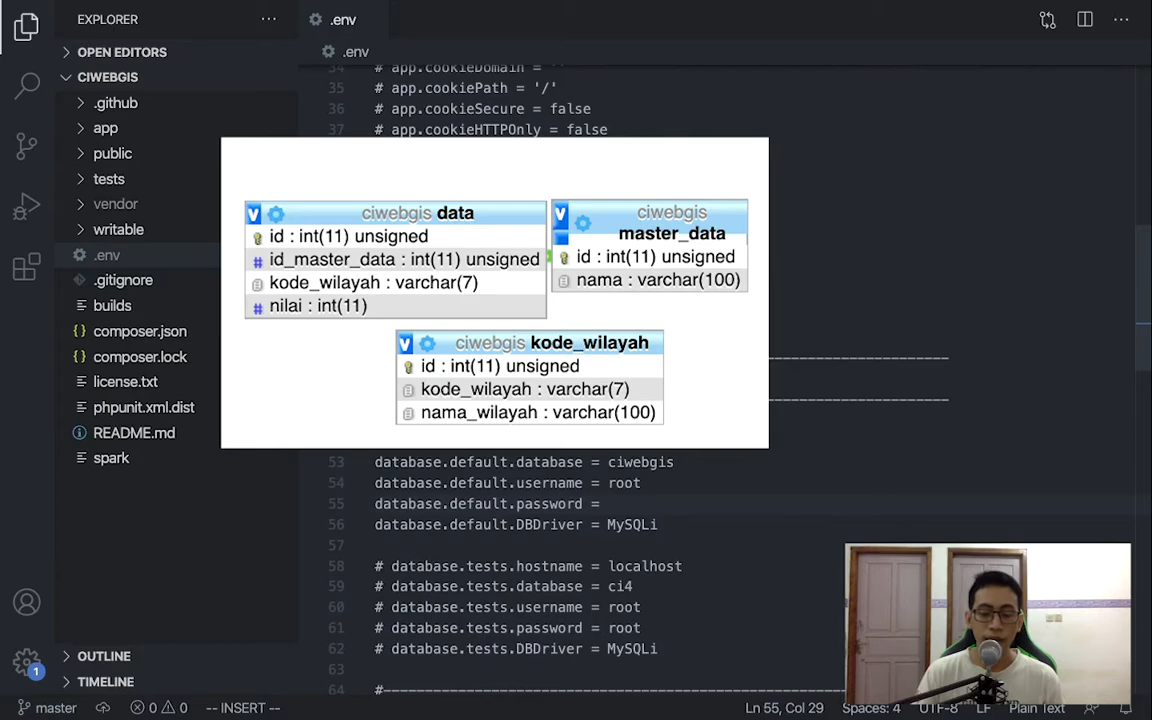 EXPLORER
.env
OPEN EDITORS
.env
CIWEBGIS
.github
app
public
tests
vendor
writable
.env
.gitignore
builds
composer.json
composer.lock
license.txt
phpunit.xml.dist
README.md
spark
OUTLINE
TIMELINE
34 # app.cookieDomain = ''
35 # app.cookiePath = '/'
36 # app.cookieSecure = false
37 # app.cookieHTTPOnly = false
ciwebgis data
id : int(11) unsigned
id_master_data : int(11) unsigned
kode_wilayah : varchar(7)
nilai : int(11)
ciwebgis
master_data
id : int(11) unsigned
nama : varchar(100)
ciwebgis kode_wilayah
id : int(11) unsigned
kode_wilayah : varchar(7)
nama_wilayah : varchar(100)
53 database.default.database = ciwebgis
54 database.default.username = root
55 database.default.password =
56 database.default.DBDriver = MySQLi
57
58 # database.tests.hostname = localhost
59 # database.tests.database = ci4
60 # database.tests.username = root
61 # database.tests.password = root
62 # database.tests.DBDriver = MySQLi
63
64 #--------------------------------------------------------------------
1
master 0 0 -- INSERT -- Ln 55, Col 29 Spaces: 4 UTF-8 LF Plain Text